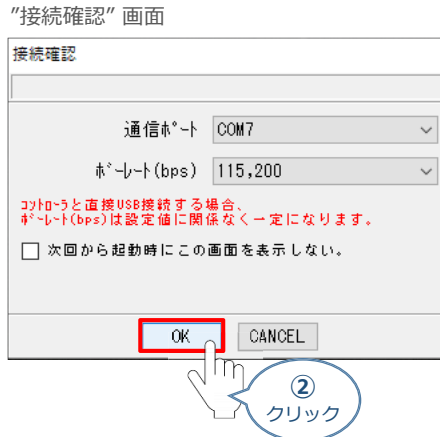 "接続確認" 画面
接続確認
通信ﾎﾟｰﾄ COM7
ﾎﾞｰﾚｰﾄ(bps) 115,200
ｺﾝﾄﾛｰﾗと直接USB接続する場合、
ﾎﾞｰﾚｰﾄ(bps)は設定値に関係なく一定になります。
次回から起動時にこの画面を表示しない。
OK CANCEL
②
クリック